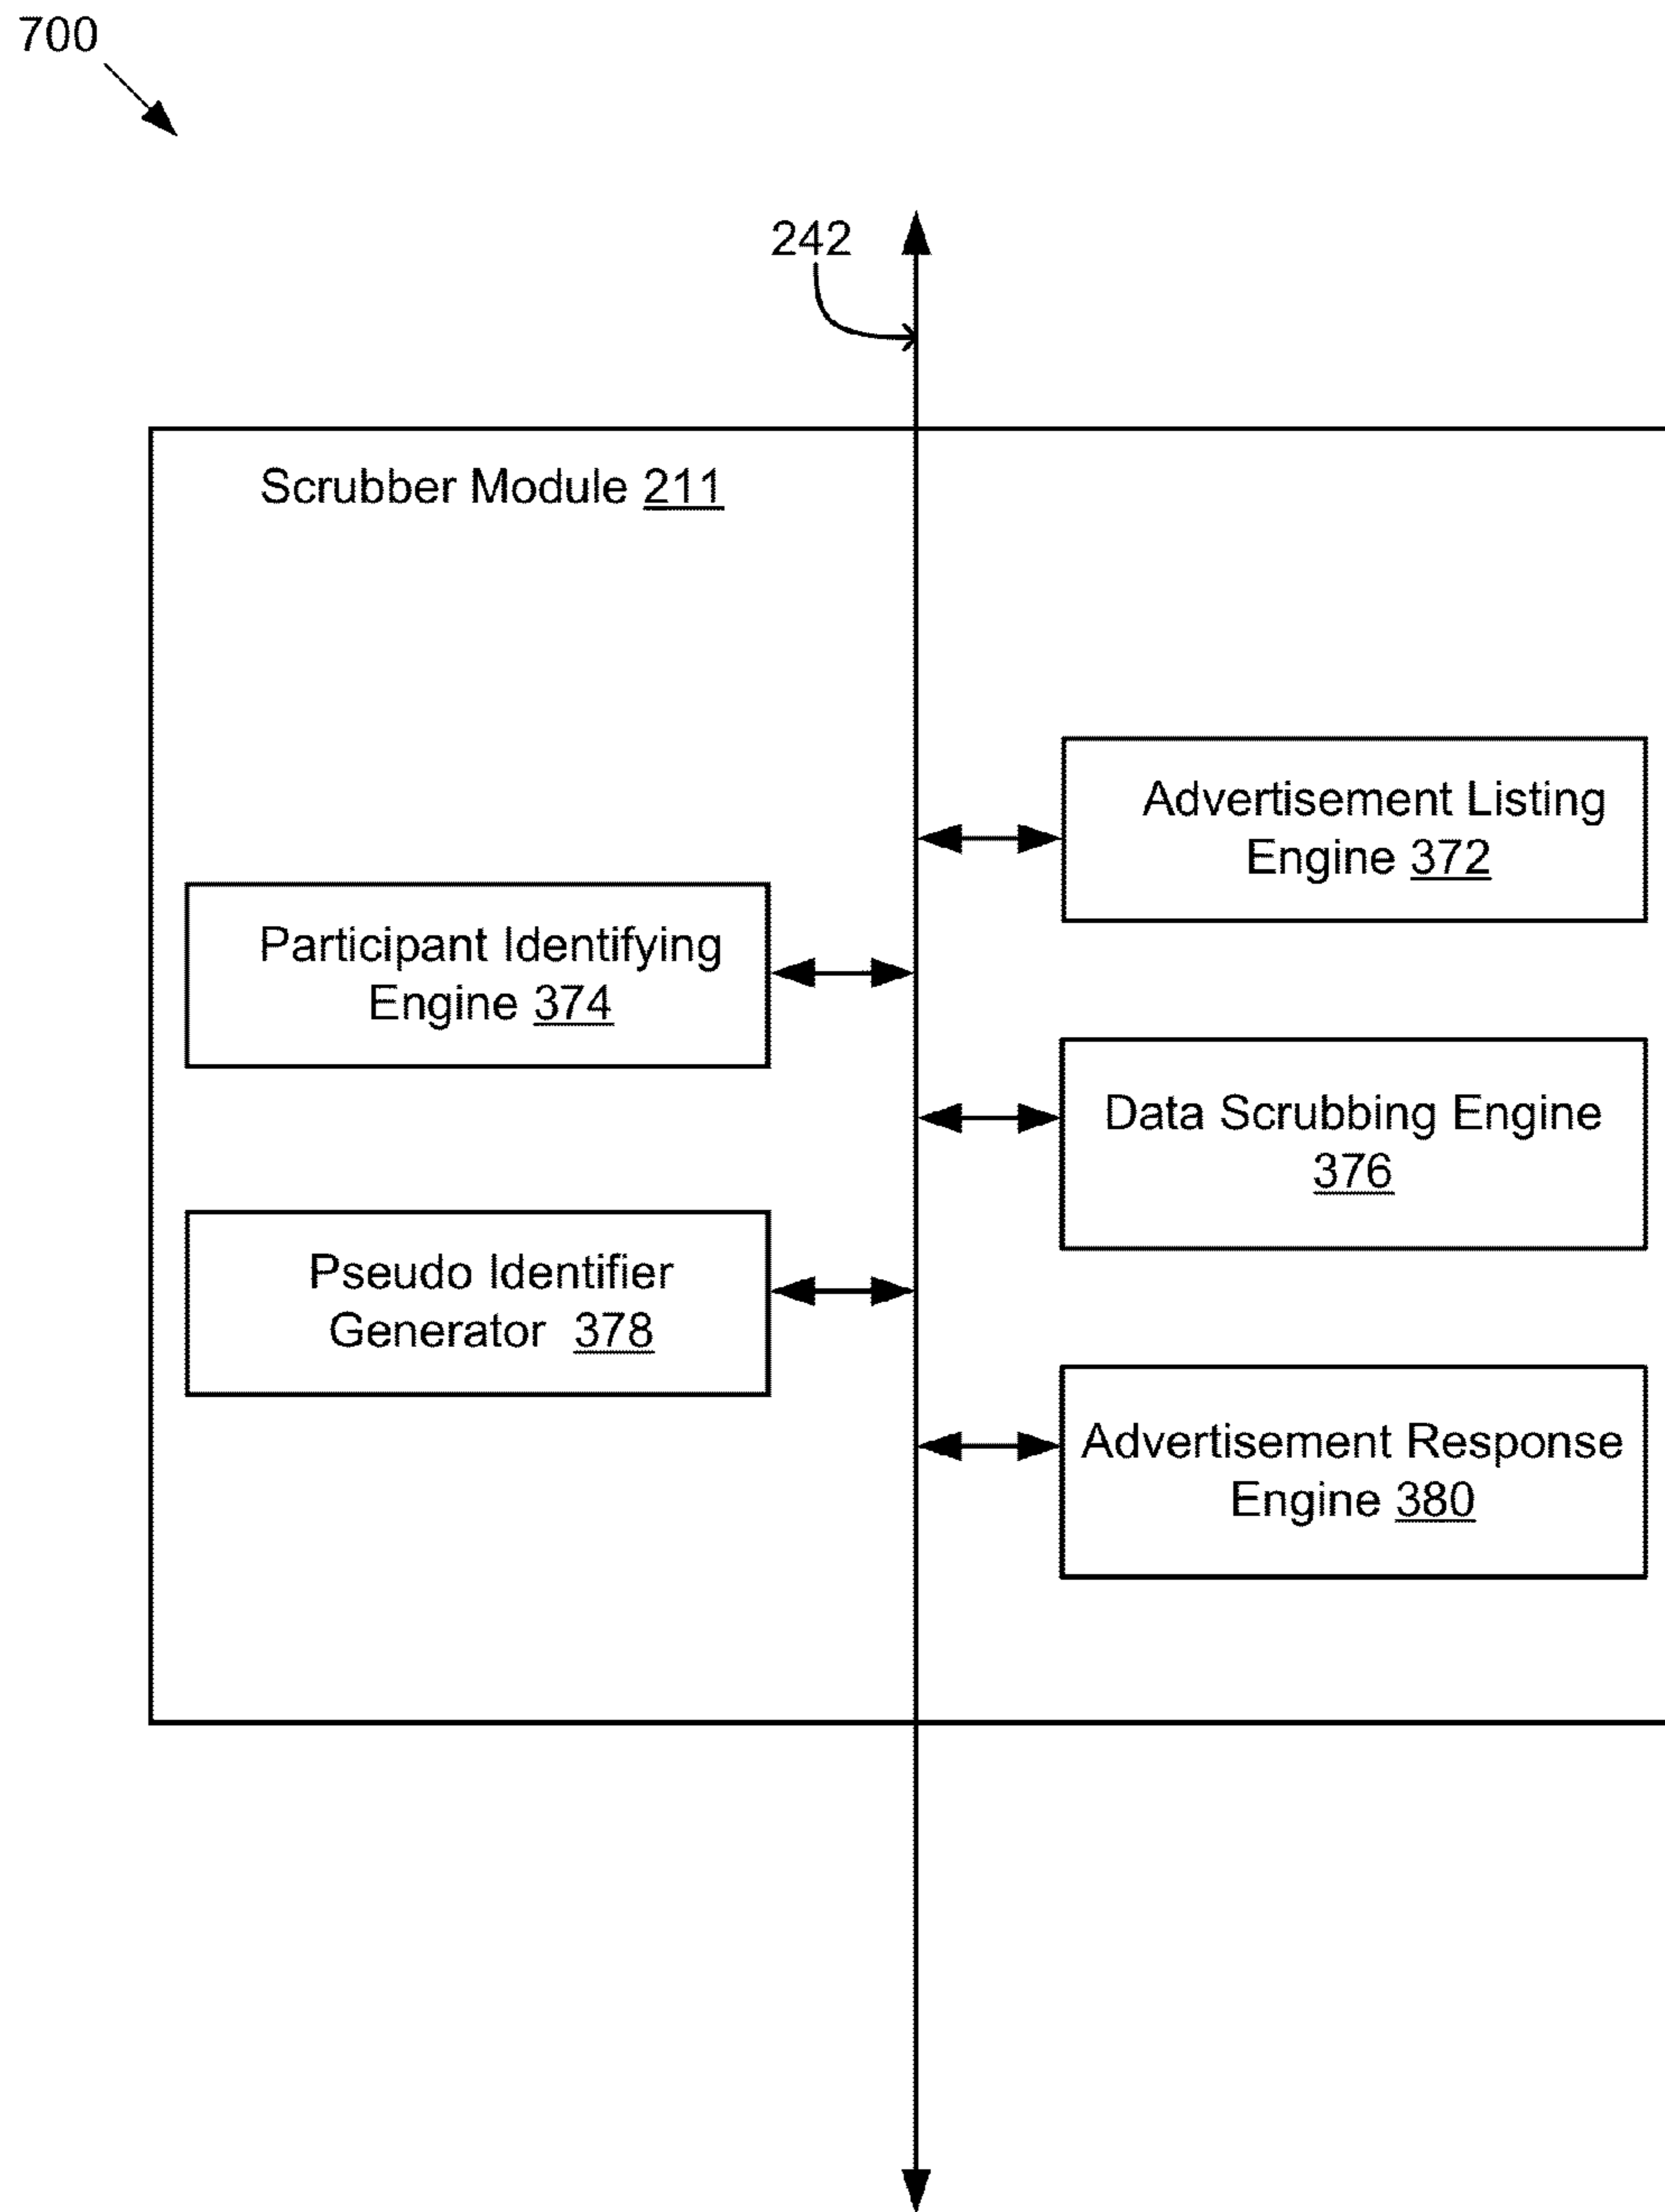 700
242
Scrubber Module 211
Advertisement Listing
Engine 372
Participant Identifying
Engine 374
Data Scrubbing Engine
376
Pseudo Identifier
Generator 378
Advertisement Response
Engine 380